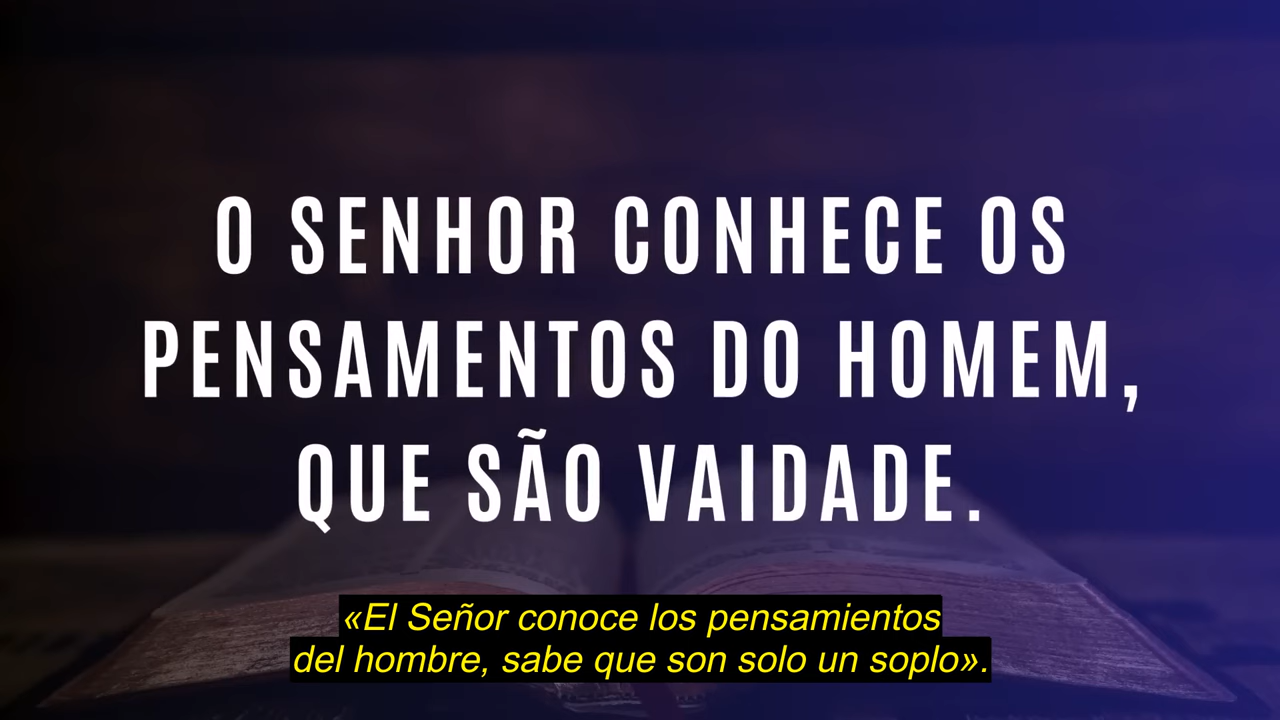 O SENHOR CONHECE OS
PENSAMENTOS DO HOMEM,
QUE SÃO VAIDADE.
«El Señor conoce los pensamientos
del hombre, sabe que son solo un soplo».